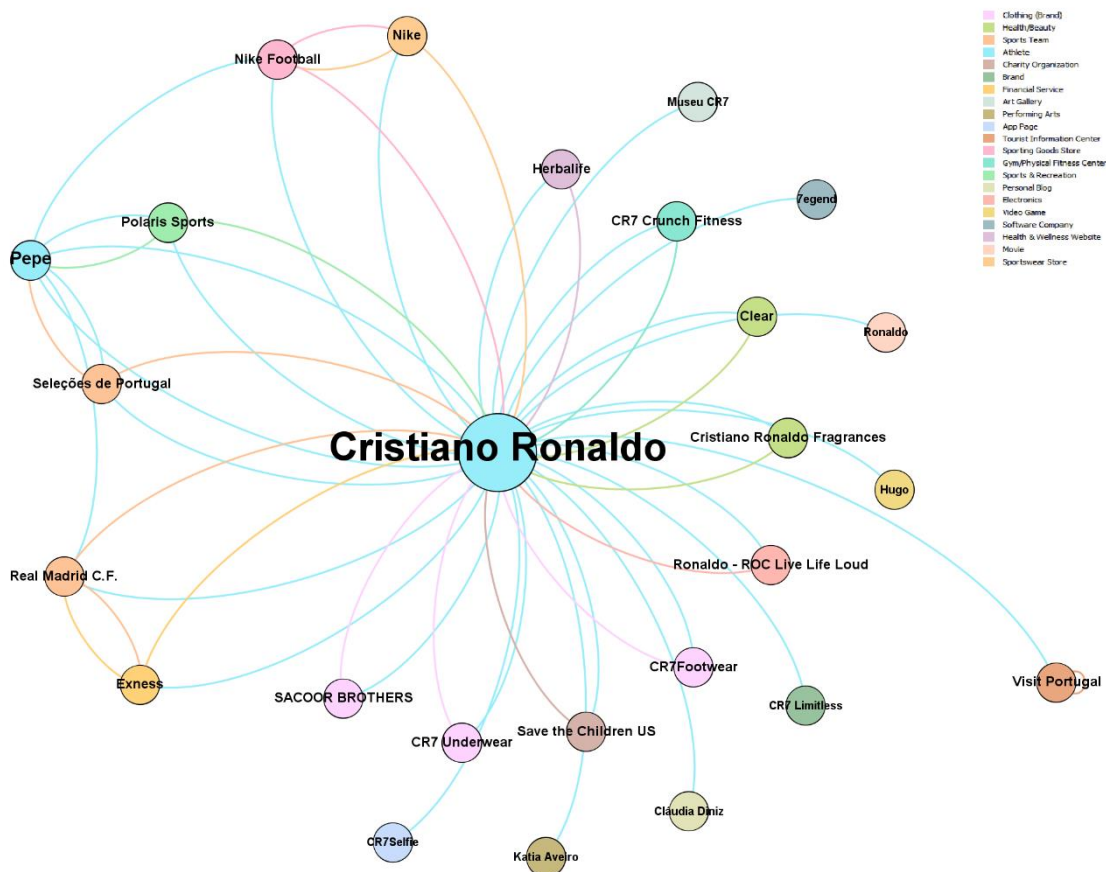 Nike
Nike Football
Museu CR7
Herbalife
7egend
Polaris Sports
CR7 Crunch Fitness
Pepe
Clear
Ronaldo
Seleções de Portugal
Cristiano Ronaldo
Cristiano Ronaldo Fragrances
Hugo
Real Madrid C.F.
Ronaldo - ROC Live Life Loud
Exness
SACOOR BROTHERS
CR7Footwear
Visit Portugal
CR7 Limitless
CR7 Underwear
Save the Children US
Cláudia Diniz
CR7Selfie
Katia Aveiro
Clothing (Brand)
Health/Beauty
Sports Team
Athlete
Charity Organization
Brand
Financial Service
Art Gallery
Performing Arts
App Page
Tourist Information Center
Sporting Goods Store
Gym/Physical Fitness Center
Sports & Recreation
Personal Blog
Electronics
Video Game
Software Company
Health & Wellness Website
Movie
Sportswear Store